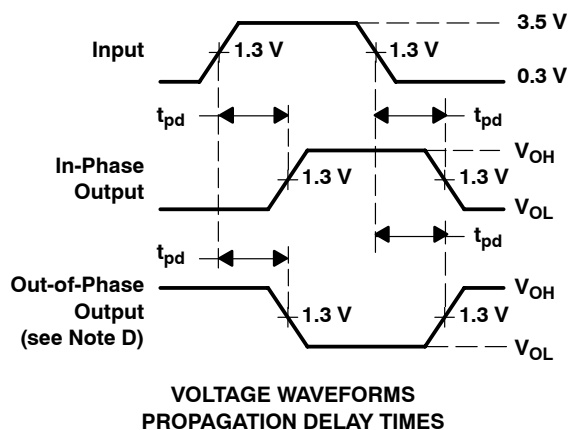 3.5 V
Input
1.3 V
1.3 V
0.3 V
tpd
tpd
In-Phase
Output
VOH
1.3 V
1.3 V
VOL
tpd
tpd
Out-of-Phase
Output
(see Note D)
VOH
1.3 V
1.3 V
VOL
VOLTAGE WAVEFORMS
PROPAGATION DELAY TIMES